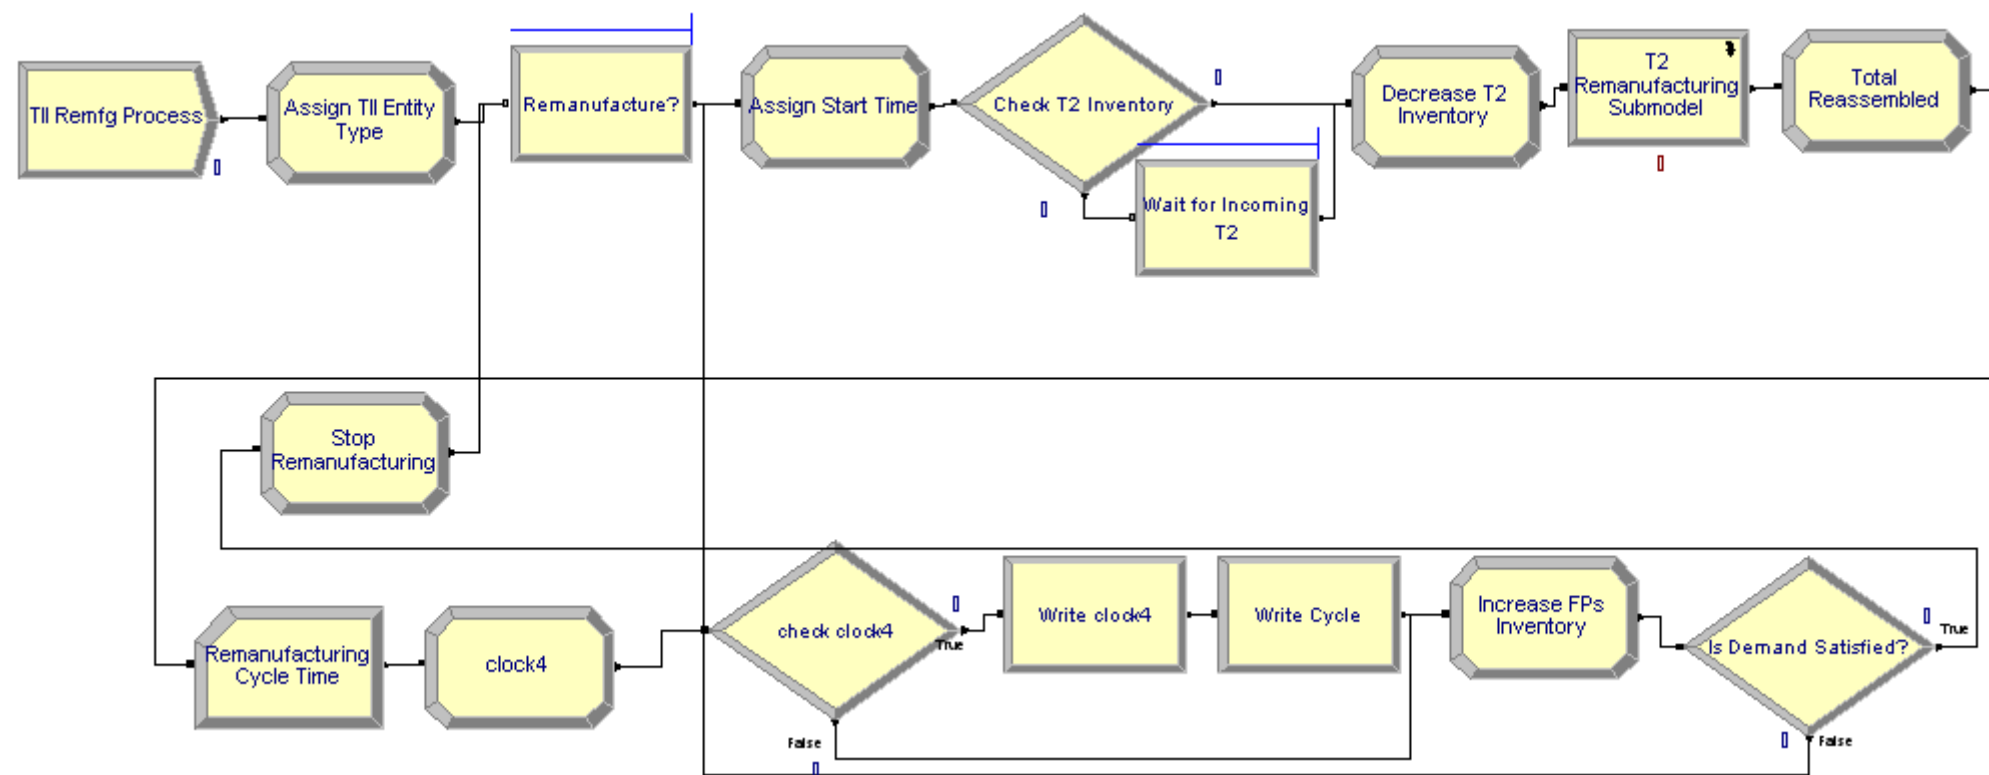 TII Remfg Process
Assign TII Entity
Type
Remanufacture?
Assign Start Time
Check T2 Inventory
Wait for Incoming
T2
Decrease T2
Inventory
T2
Remanufacturing
Submodel
Total
Reassembled
Stop
Remanufacturing
Remanufacturing
Cycle Time
clock4
check clock4
True
False
Write clock4
Write Cycle
Increase FPs
Inventory
Is Demand Satisfied?
True
False